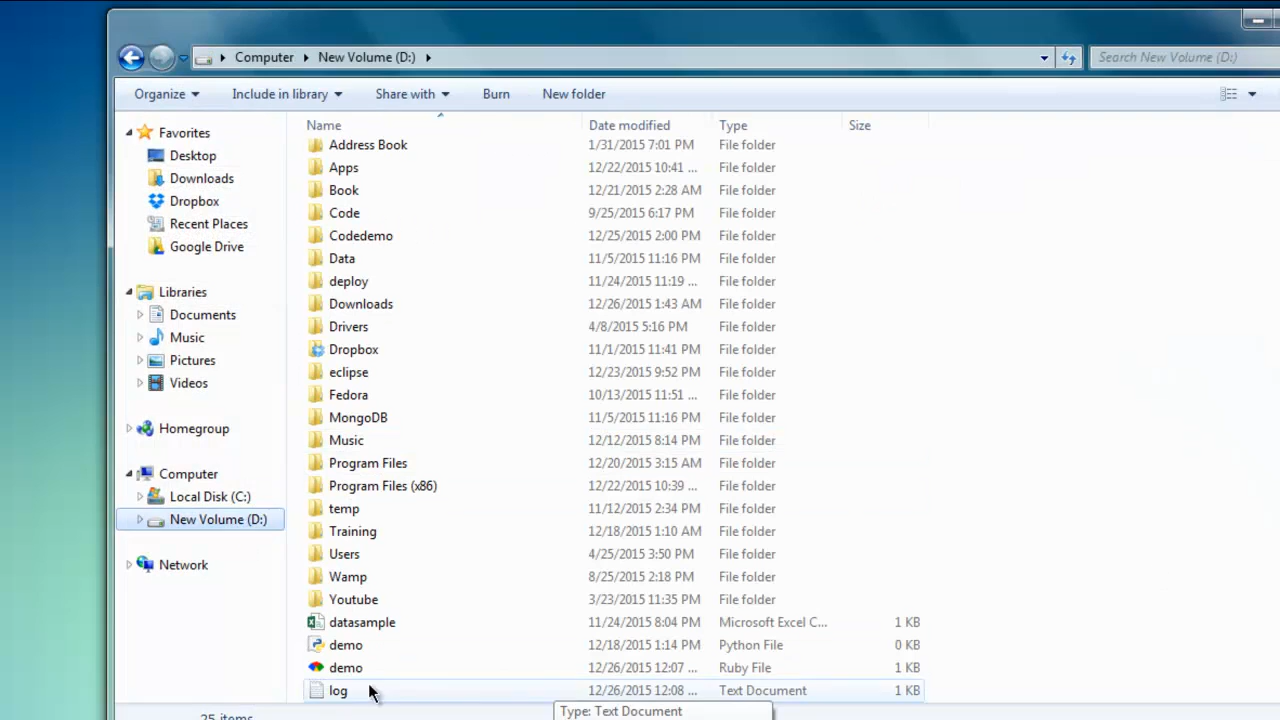 Computer New Volume (D:) Search New Volume (D:)
Organize Include in library Share with Burn New folder
Favorites
Desktop
Downloads
Dropbox
Recent Places
Google Drive
Libraries
Documents
Music
Pictures
Videos
Homegroup
Computer
Local Disk (C:)
New Volume (D:)
Network
Name Date modified Type Size
Address Book 1/31/2015 7:01 PM File folder
Apps 12/22/2015 10:41 ... File folder
Book 12/21/2015 2:28 AM File folder
Code 9/25/2015 6:17 PM File folder
Codedemo 12/25/2015 2:00 PM File folder
Data 11/5/2015 11:16 PM File folder
deploy 11/24/2015 11:19 ... File folder
Downloads 12/26/2015 1:43 AM File folder
Drivers 4/8/2015 5:16 PM File folder
Dropbox 11/1/2015 11:41 PM File folder
eclipse 12/23/2015 9:52 PM File folder
Fedora 10/13/2015 11:51 ... File folder
MongoDB 11/5/2015 11:16 PM File folder
Music 12/12/2015 8:14 PM File folder
Program Files 12/20/2015 3:15 AM File folder
Program Files (x86) 12/22/2015 10:39 ... File folder
temp 11/12/2015 2:34 PM File folder
Training 12/18/2015 1:10 AM File folder
Users 4/25/2015 3:50 PM File folder
Wamp 8/25/2015 2:18 PM File folder
Youtube 3/23/2015 11:35 PM File folder
datasample 11/24/2015 8:04 PM Microsoft Excel C... 1 KB
demo 12/18/2015 1:14 PM Python File 0 KB
demo 12/26/2015 12:07 ... Ruby File 1 KB
log 12/26/2015 12:08 ... Text Document 1 KB
Type: Text Document
25 items